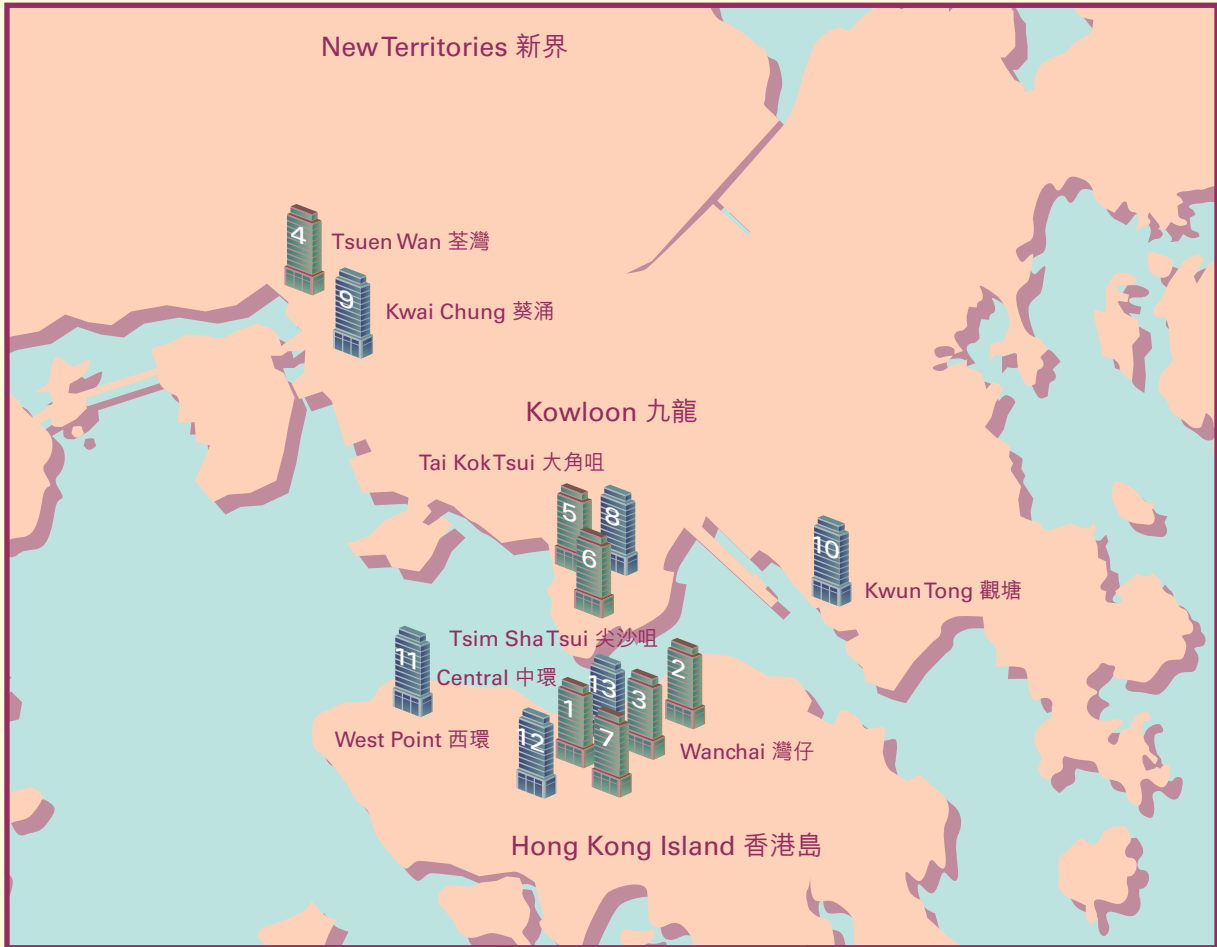 New Territories 新界
4
Tsuen Wan 荃灣
9
Kwai Chung 葵涌
Kowloon 九龍
Tai Kok Tsui 大角咀
5
8
6
10
Kwun Tong 觀塘
Tsim Sha Tsui 尖沙咀
11
Central 中環
13
2
1
3
7
12
West Point 西環
Wanchai 灣仔
Hong Kong Island 香港島